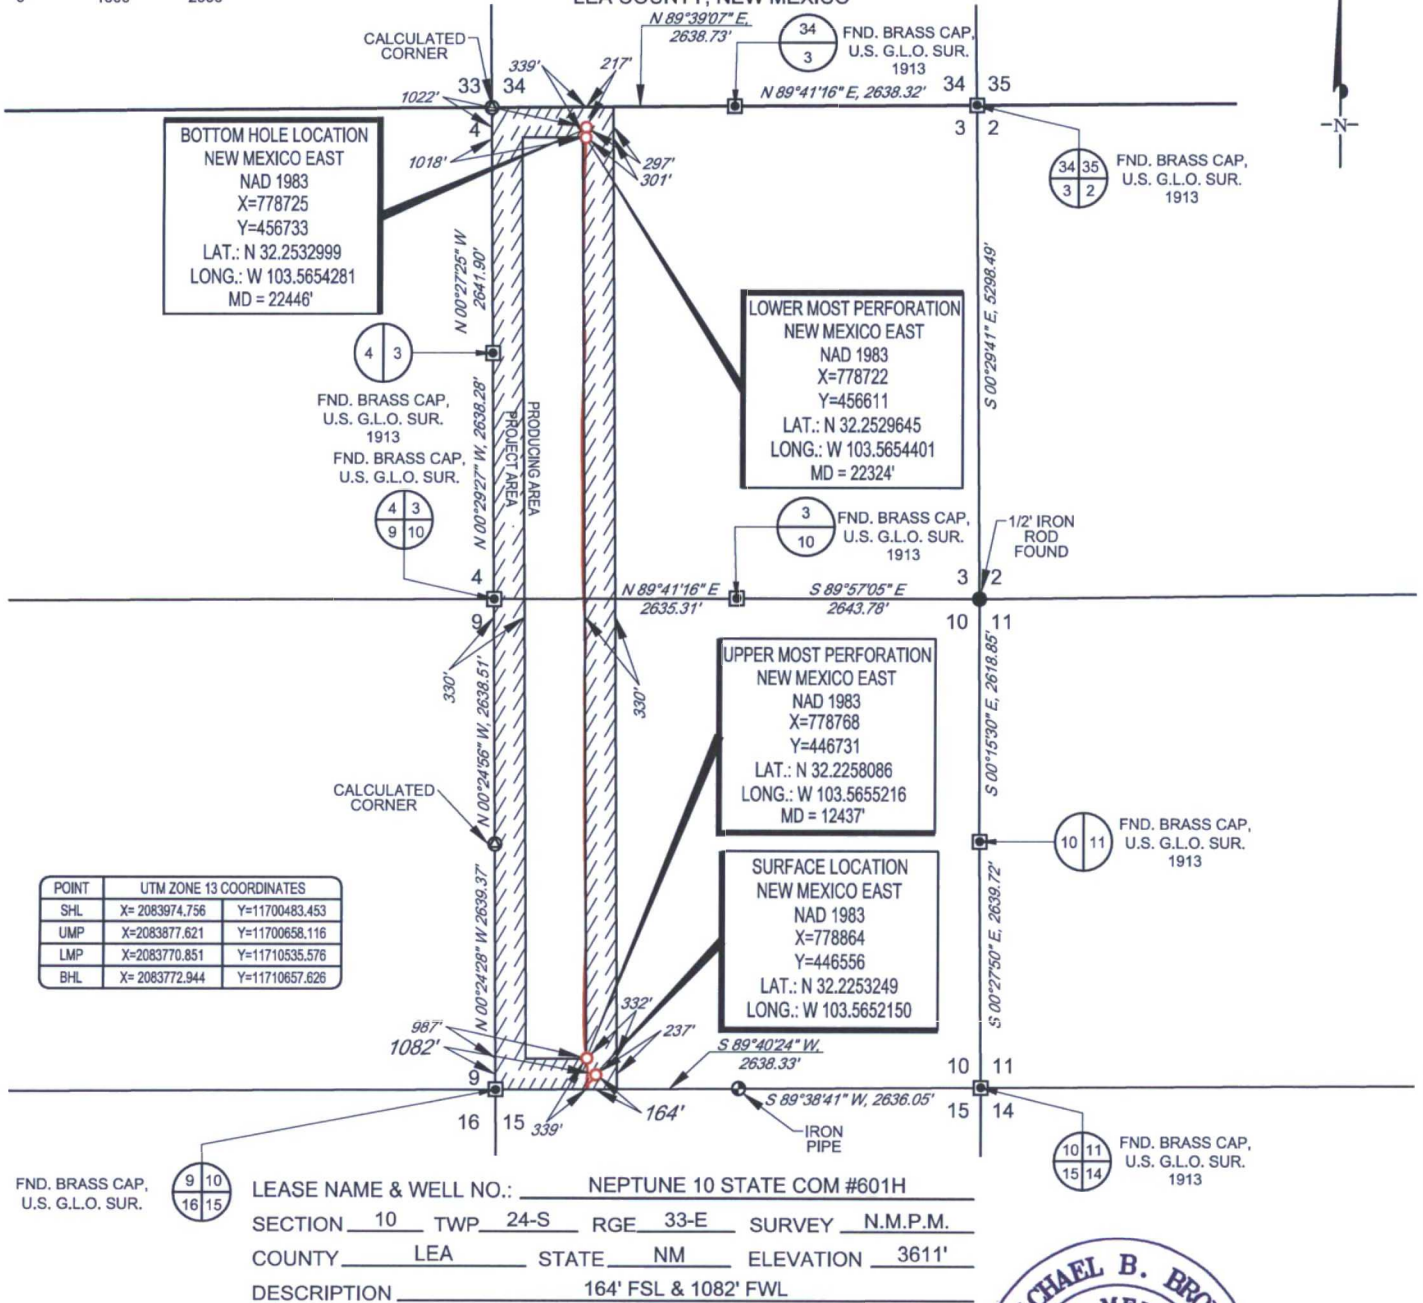 LEA COUNTY, NEW MEXICO
N 89°39'07" E,
2638.73'
34
3
FND. BRASS CAP,
U.S. G.L.O. SUR.
1913
CALCULATED
CORNER
339'
217'
33 34
34 35
N 89°41'16" E, 2638.32'
1022'
4
3 2
-N-
BOTTOM HOLE LOCATION
NEW MEXICO EAST
NAD 1983
X=778725
Y=456733
LAT.: N 32.2532999
LONG.: W 103.5654281
MD = 22446'
1018'
297'
301'
34 35
3 2
FND. BRASS CAP,
U.S. G.L.O. SUR.
1913
N 00°27'25" W
2641.90'
S 00°29'41" E, 5298.49'
LOWER MOST PERFORATION
NEW MEXICO EAST
NAD 1983
X=778722
Y=456611
LAT.: N 32.2529645
LONG.: W 103.5654401
MD = 22324'
4 3
FND. BRASS CAP,
U.S. G.L.O. SUR.
1913
FND. BRASS CAP,
U.S. G.L.O. SUR.
4 3
9 10
N 00°29'27" W, 2638.28'
PROJECT AREA
PRODUCING AREA
3
10
FND. BRASS CAP,
U.S. G.L.O. SUR.
1913
1/2' IRON
ROD
FOUND
4
3 2
N 89°41'16" E
2635.31'
S 89°57'05" E
2643.78'
9
10 11
330'
330'
N 00°24'56" W, 2638.51'
S 00°15'30" E, 2618.85'
UPPER MOST PERFORATION
NEW MEXICO EAST
NAD 1983
X=778768
Y=446731
LAT.: N 32.2258086
LONG.: W 103.5655216
MD = 12437'
CALCULATED
CORNER
10 11
FND. BRASS CAP,
U.S. G.L.O. SUR.
1913
SURFACE LOCATION
NEW MEXICO EAST
NAD 1983
X=778864
Y=446556
LAT.: N 32.2253249
LONG.: W 103.5652150
POINT UTM ZONE 13 COORDINATES
SHL X= 2083974.756 Y=11700483.453
UMP X=2083877.621 Y=11700658.116
LMP X=2083770.851 Y=11710535.576
BHL X= 2083772.944 Y=11710657.626
N 00°24'28" W 2639.37'
S 00°27'50" E, 2639.72'
987'
1082'
332'
237'
S 89°40'24" W,
2638.33'
9
10 11
164'
S 89°38'41" W, 2636.05'
16 15
339'
15 14
IRON
PIPE
10 11
15 14
FND. BRASS CAP,
U.S. G.L.O. SUR.
1913
FND. BRASS CAP,
U.S. G.L.O. SUR.
9 10
16 15
LEASE NAME & WELL NO.: NEPTUNE 10 STATE COM #601H
SECTION 10 TWP 24-S RGE 33-E SURVEY N.M.P.M.
COUNTY LEA STATE NM ELEVATION 3611'
DESCRIPTION 164' FSL & 1082' FWL